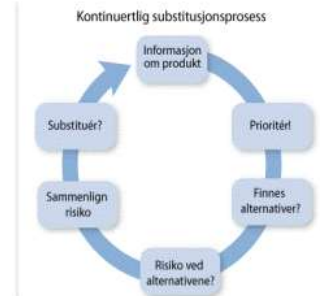 Kontinuertlig substitusjonsprosess
Informasjon
om produkt
Prioritér!
Finnes
alternativer?
Risiko ved
alternativene?
Sammenlign
risiko
Substituér?